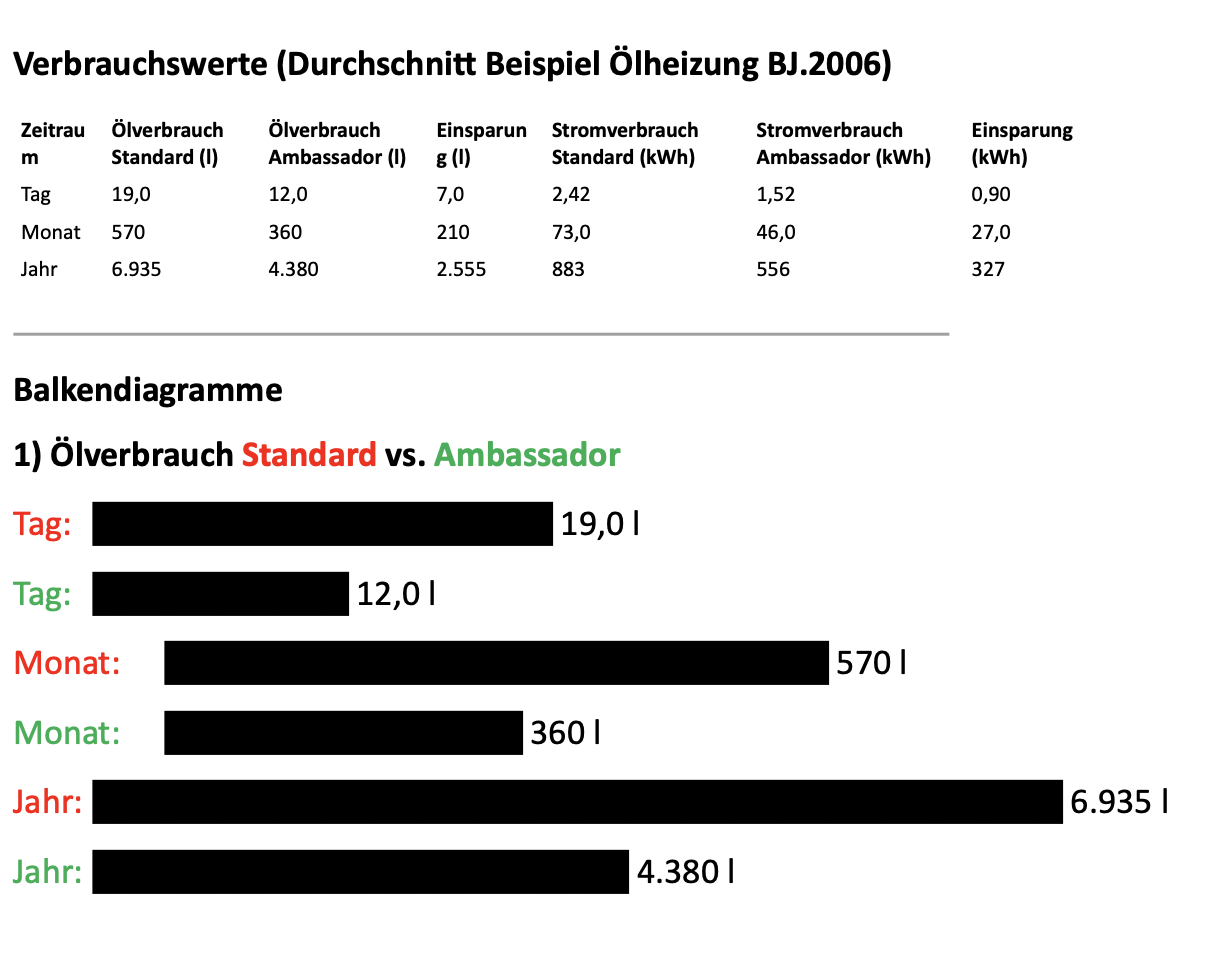 Verbrauchswerte (Durchschnitt Beispiel Ölheizung BJ.2006)
Zeitrau Ölverbrauch Ölverbrauch Einsparun Stromverbrauch Stromverbrauch Einsparung
m Standard (l) Ambassador (l) g (l) Standard (kWh) Ambassador (kWh) (kWh)
Tag 19,0 12,0 7,0 2,42 1,52 0,90
Monat 570 360 210 73,0 46,0 27,0
Jahr 6.935 4.380 2.555 883 556 327
Balkendiagramme
1) Ölverbrauch Standard vs. Ambassador
Tag: 19,0 l
Tag: 12,0 l
Monat: 570 l
Monat: 360 l
Jahr: 6.935 l
Jahr: 4.380 l